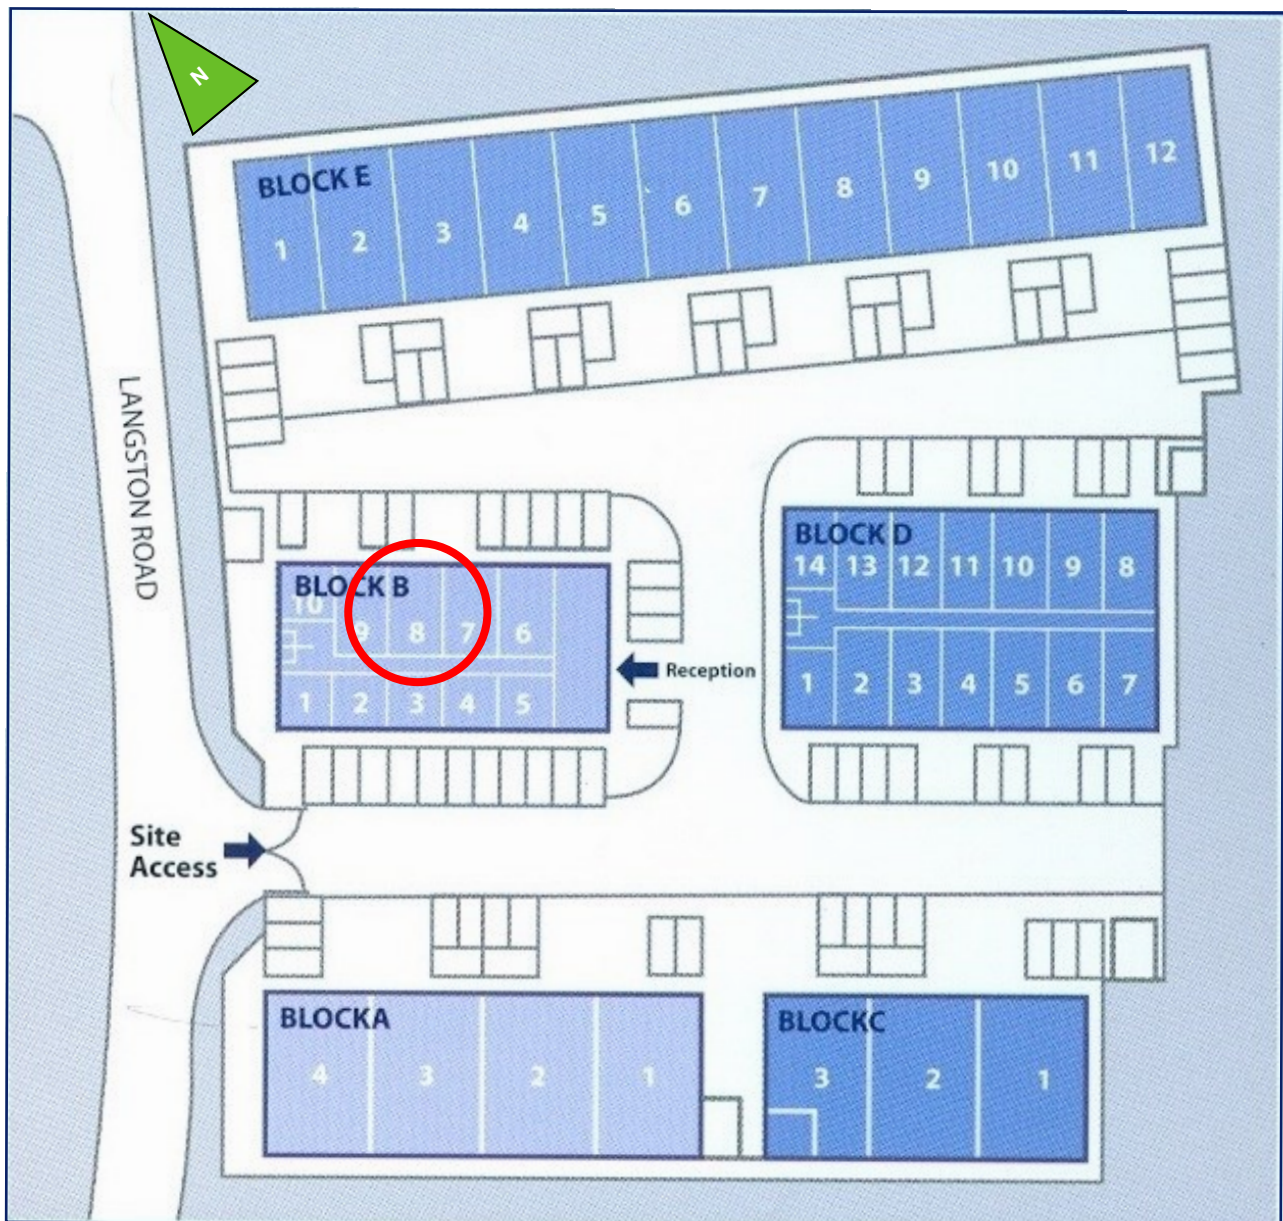 N
BLOCK E
1 2 3 4 5 6 7 8 9 10 11 12
LANGSTON ROAD
BLOCK B
10 9 8 7 6
1 2 3 4 5
Reception
BLOCK D
14 13 12 11 10 9 8
1 2 3 4 5 6 7
Site
Access
BLOCKA
4 3 2 1
BLOCKC
3 2 1